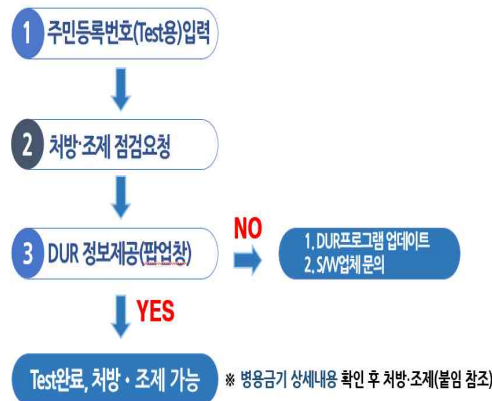 1 주민등록번호(Test용)입력
2 처방·조제 점검요청
3 DUR 정보제공(팝업창)
NO
1. DUR프로그램 업데이트
2. S/W업체 문의
YES
Test완료, 처방·조제 가능 ※ 병용금기 상세내용 확인 후 처방·조제(붙임 참조)